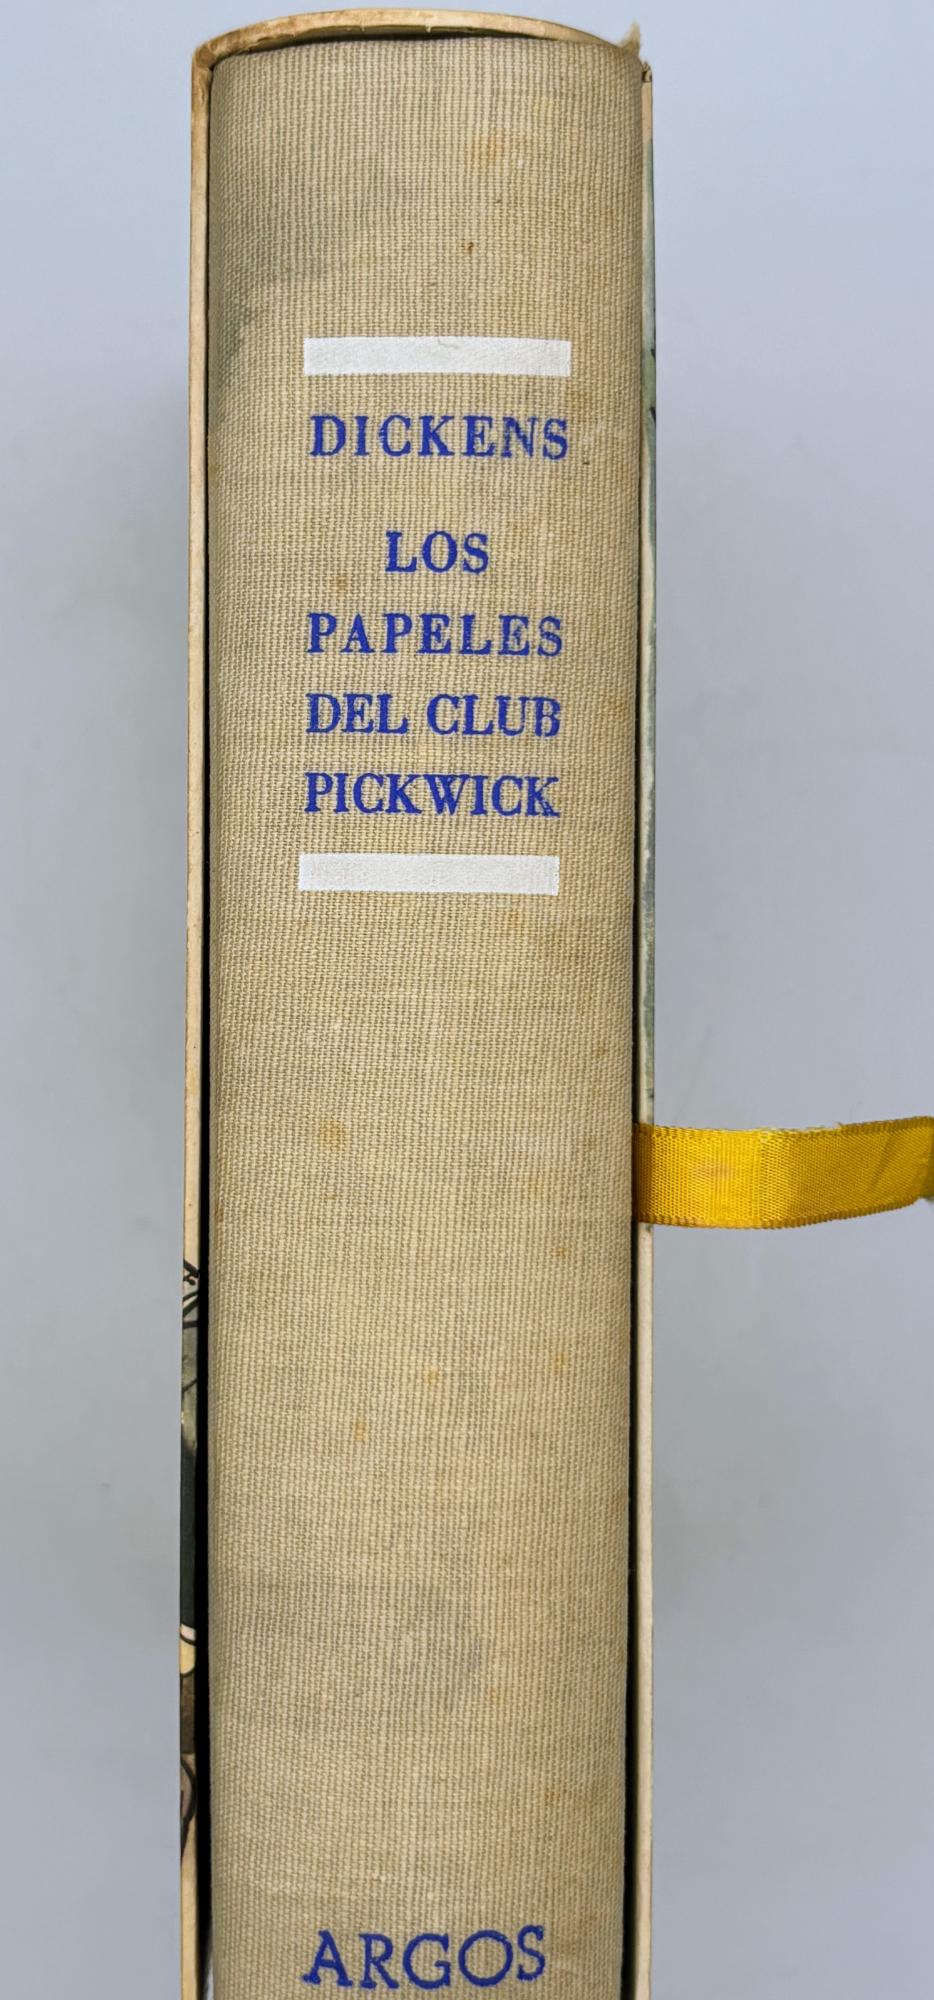 DICKENS
LOS
PAPELES
DEL CLUB
PICKWICK
ARGOS